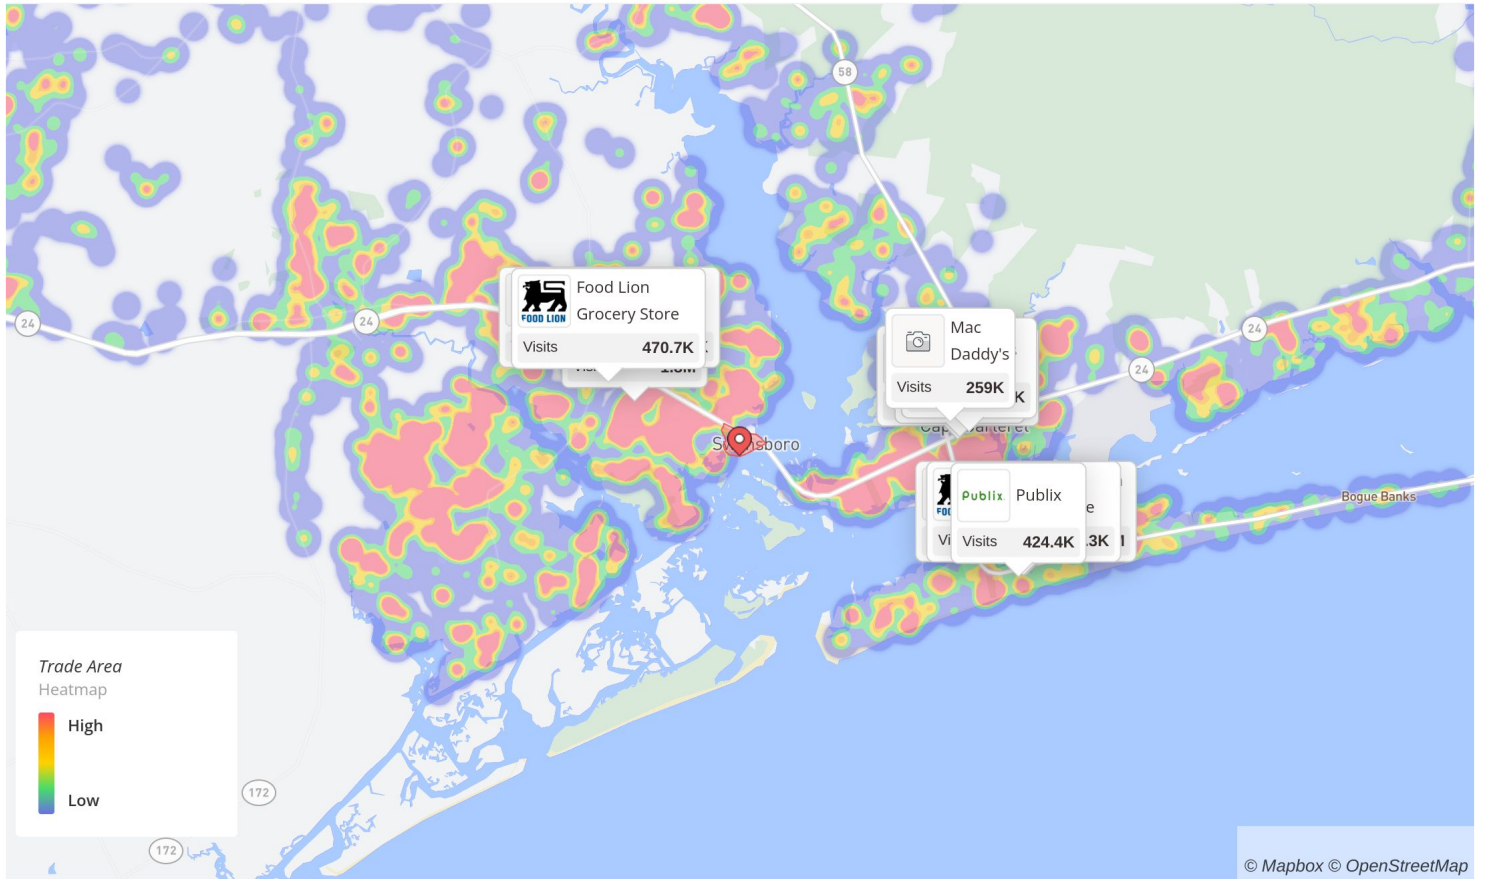 58
24
24
24
24
FOOD LION
Food Lion
Grocery Store
Visits 470.7K
Mac
Daddy's
Visits 259K
K
Publix
Publix
e
Visits 424.4K
.3K
Bogue Banks
Trade Area
Heatmap
High
Low
172
172
© Mapbox © OpenStreetMap